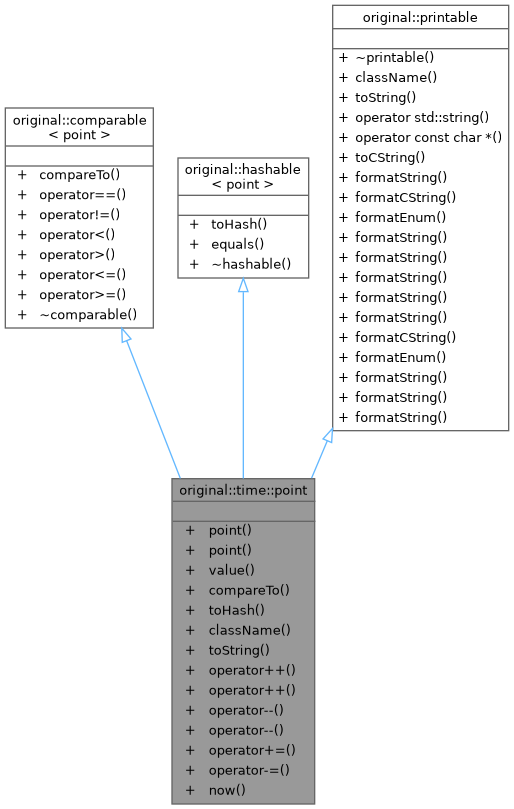 original::printable
+ ~printable()
+ className()
+ toString()
+ operator std::string()
+ operator const char *()
+ toCString()
+ formatString()
+ formatCString()
+ formatEnum()
+ formatString()
+ formatString()
+ formatString()
+ formatString()
+ formatString()
+ formatCString()
+ formatEnum()
+ formatString()
+ formatString()
+ formatString()
original::comparable
< point >
+ compareTo()
+ operator==()
+ operator!=()
+ operator<()
+ operator>()
+ operator<=()
+ operator>=()
+ ~comparable()
original::hashable
< point >
+ toHash()
+ equals()
+ ~hashable()
original::time::point
+ point()
+ point()
+ value()
+ compareTo()
+ toHash()
+ className()
+ toString()
+ operator++()
+ operator++()
+ operator--()
+ operator--()
+ operator+=()
+ operator-=()
+ now()